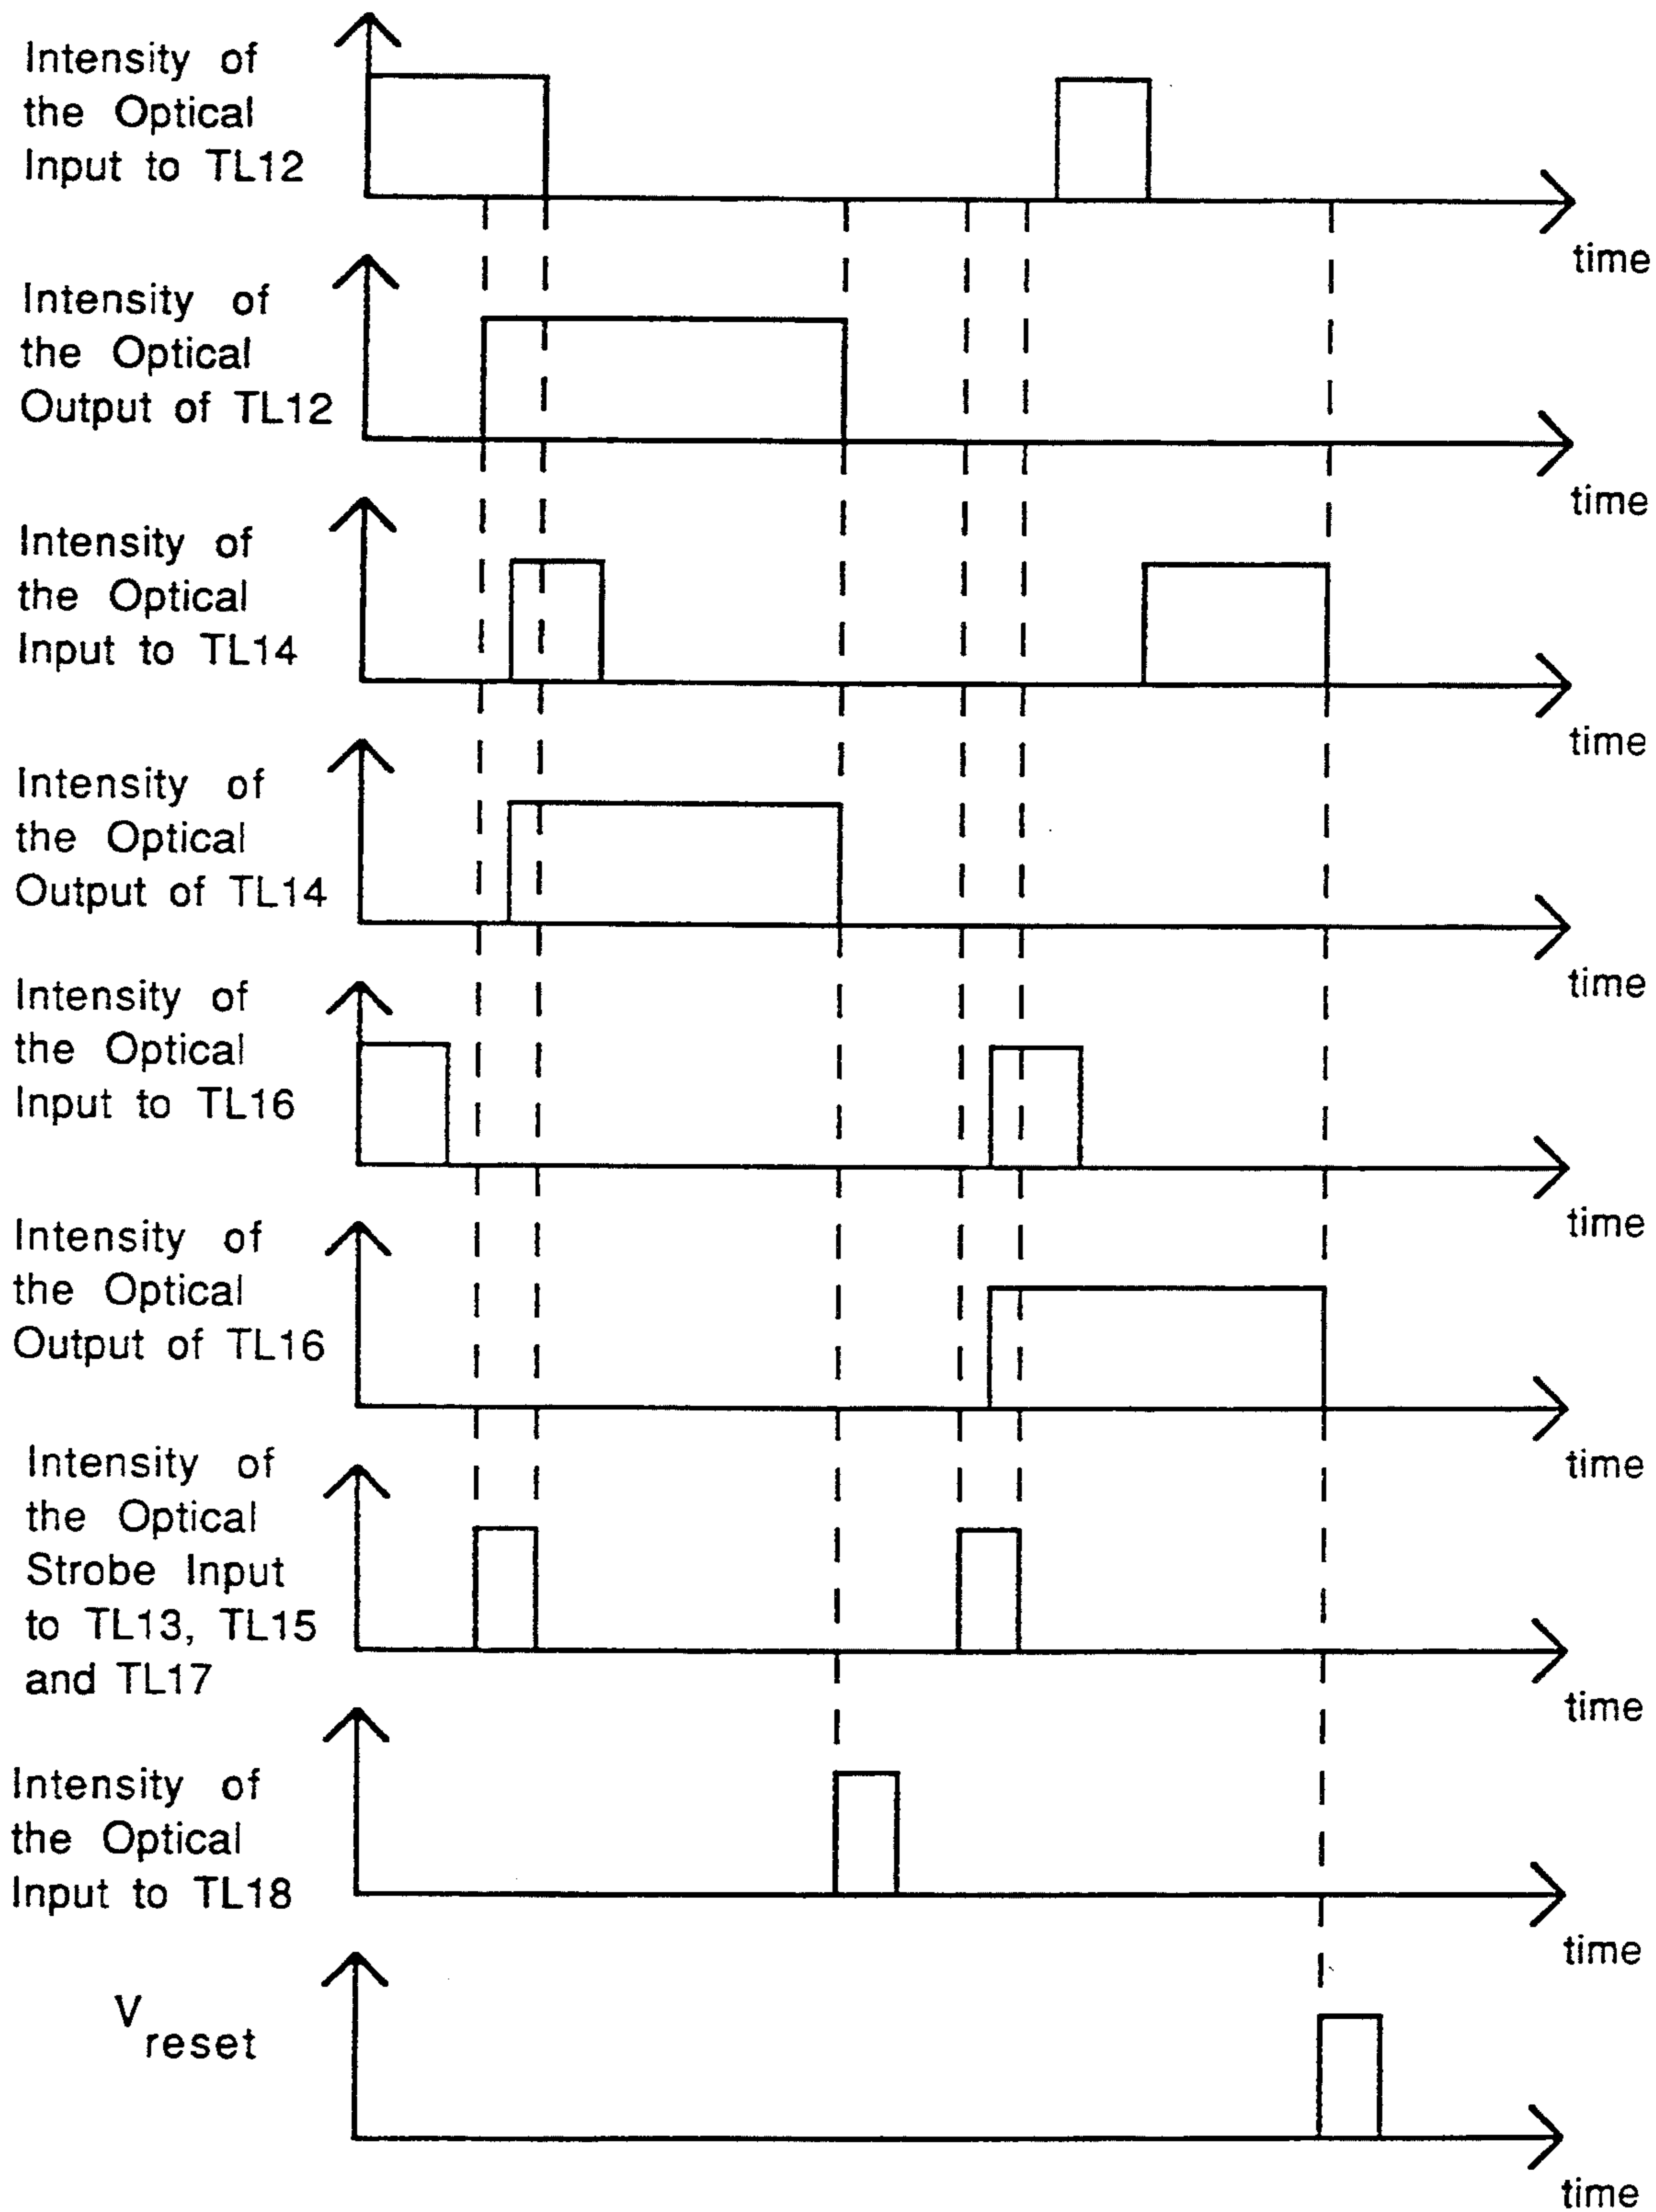 Intensity of
the Optical
Input to TL12
time
Intensity of
the Optical
Output of TL12
time
Intensity of
the Optical
Input to TL14
time
Intensity of
the Optical
Output of TL14
time
Intensity of
the Optical
Input to TL16
time
Intensity of
the Optical
Output of TL16
time
Intensity of
the Optical
Strobe Input
to TL13, TL15
and TL17
time
Intensity of
the Optical
Input to TL18
time
V reset
time